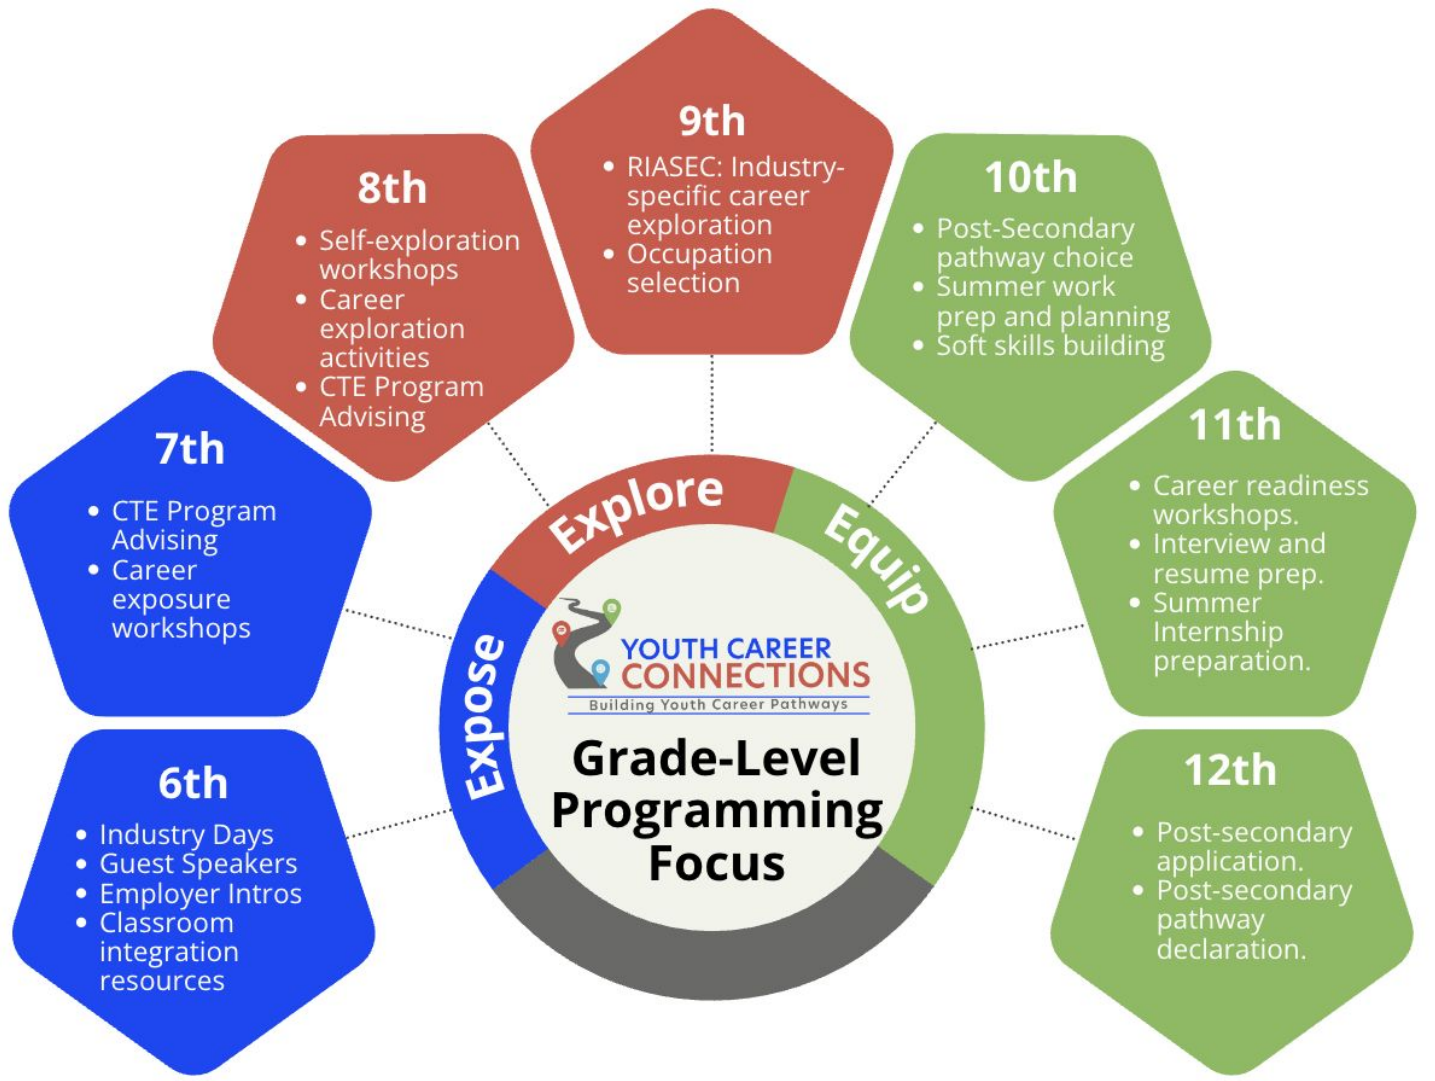 9th
• RIASEC: Industry-
specific career
exploration
• Occupation
selection
8th
• Self-exploration
workshops
• Career
exploration
activities
• CTE Program
Advising
10th
• Post-Secondary
pathway choice
• Summer work
prep and planning
• Soft skills building
7th
• CTE Program
Advising
• Career
exposure
workshops
11th
• Career readiness
workshops.
• Interview and
resume prep.
• Summer
Internship
preparation.
6th
• Industry Days
• Guest Speakers
• Employer Intros
• Classroom
integration
resources
12th
• Post-secondary
application.
• Post-secondary
pathway
declaration.
Expose
Explore
Equip
YOUTH CAREER
CONNECTIONS
Building Youth Career Pathways
Grade-Level
Programming
Focus